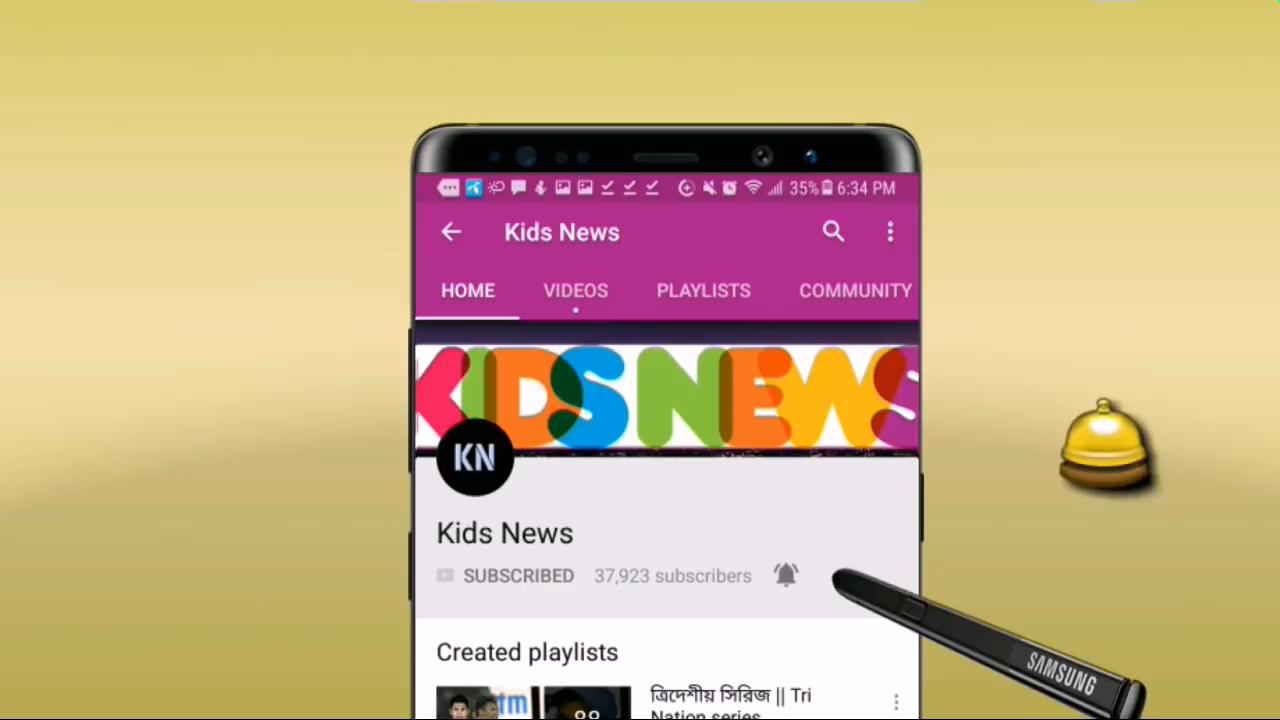 35% 6:34 PM
Kids News
HOME VIDEOS PLAYLISTS COMMUNITY
KIDS NEWS
KN
Kids News
SUBSCRIBED 37,923 subscribers
SAMSUNG
Created playlists
ত্রিদেশীয় সিরিজ || Tri
Nation series